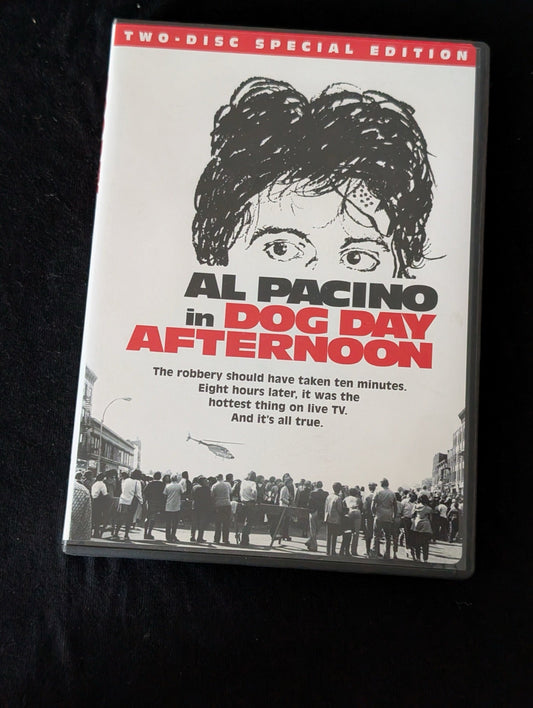 TWO-DISC SPECIAL EDITION
AL PACINO
in DOG DAY
AFTERNOON
The robbery should have taken ten minutes.
Eight hours later, it was the
hottest thing on live TV.
And it's all true.